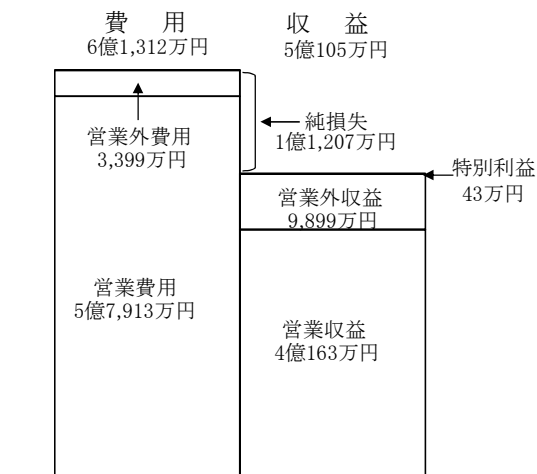 費　用
6億1,312万円
収　益
5億105万円
営業外費用
3,399万円
純損失
1億1,207万円
特別利益
43万円
営業外収益
9,899万円
営業費用
5億7,913万円
営業収益
4億163万円